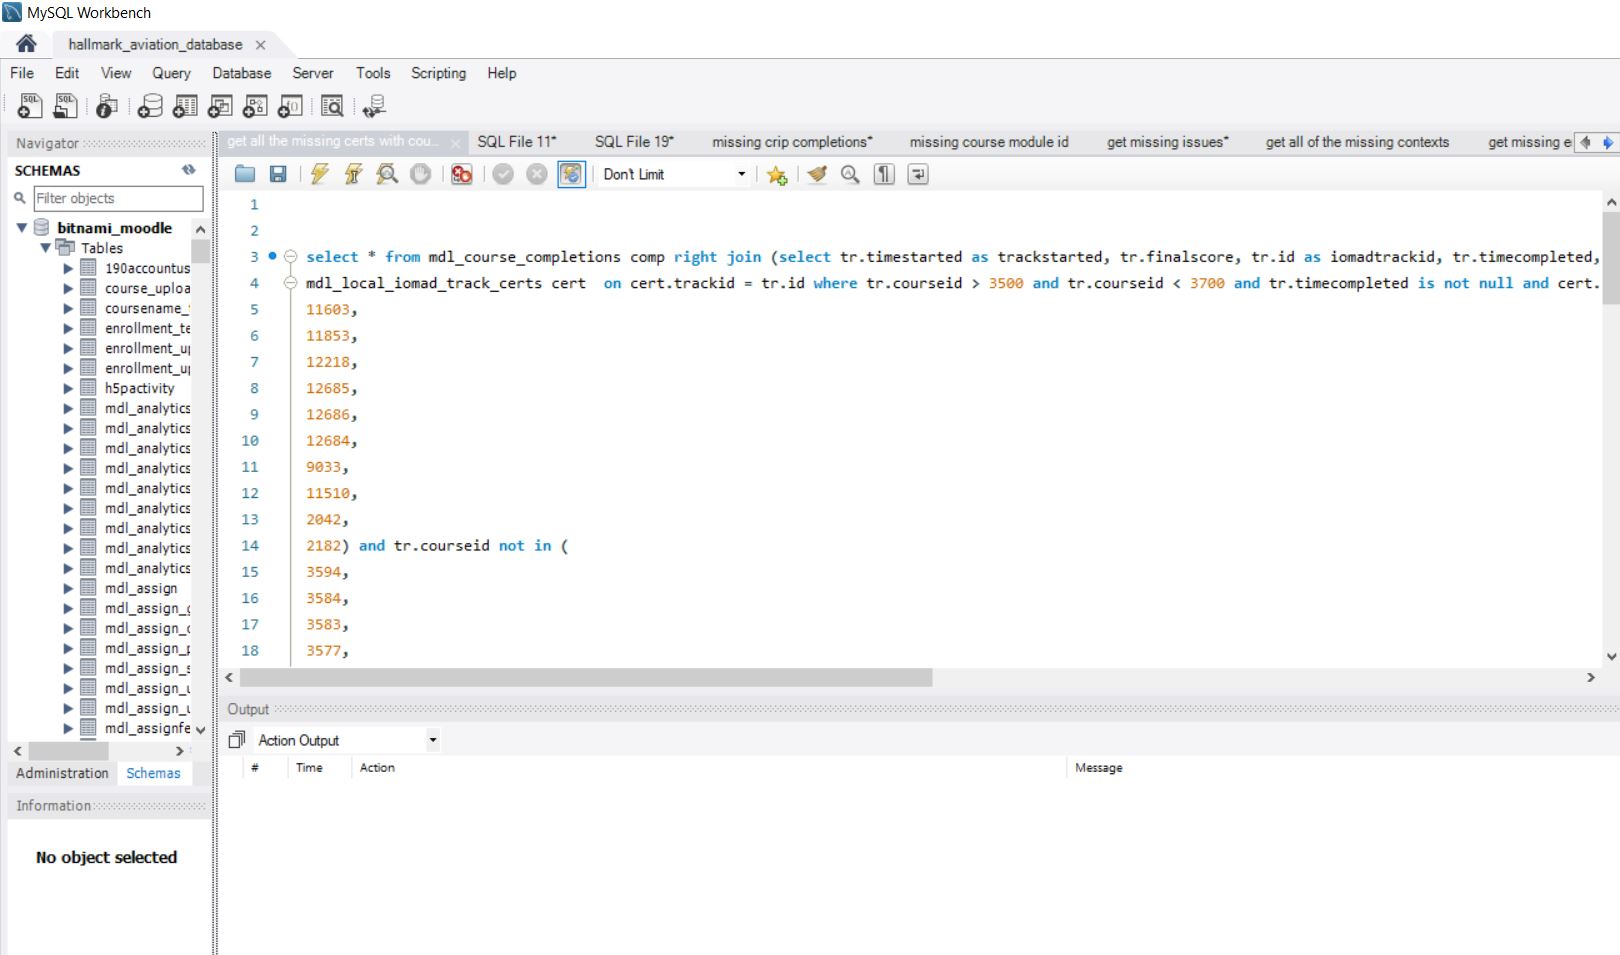 MySQL Workbench
hallmark_aviation_database
File Edit View Query Database Server Tools Scripting Help
Navigator
SCHEMAS
Filter objects
bitnami_moodle
Tables
190accountus
course_uploa
coursename_
enrollment_te
enrollment_u
enrollment_u
h5pactivity
mdl_analytics
mdl_analytics
mdl_analytics
mdl_analytics
mdl_analytics
mdl_analytics
mdl_analytics
mdl_analytics
mdl_analytics
mdl_assign
mdl_assign_
mdl_assign_
mdl_assign_
mdl_assign_s
mdl_assign_
mdl_assign_
mdl_assignfe
Administration Schemas
Information
No object selected
get all the missing certs with cou... SQL File 11* SQL File 19* missing crip completions* missing course module id get missing issues* get all of the missing contexts get missing e
Don't Limit
1
2
3 select * from mdl_course_completions comp right join (select tr.timestarted as trackstarted, tr.finalscore, tr.id as iomadtrackid, tr.timecompleted,
4 mdl_local_iomad_track_certs cert on cert.trackid = tr.id where tr.courseid > 3500 and tr.courseid < 3700 and tr.timecompleted is not null and cert.
5 11603,
6 11853,
7 12218,
8 12685,
9 12686,
10 12684,
11 9033,
12 11510,
13 2042,
14 2182) and tr.courseid not in (
15 3594,
16 3584,
17 3583,
18 3577,
Output
Action Output
# Time Action Message